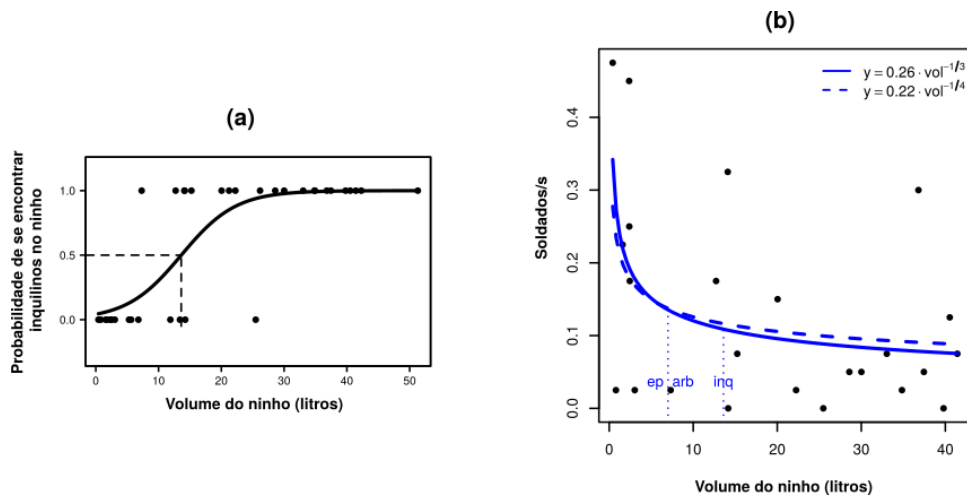 (a)
Probabilidade de se encontrar
inquilinos no ninho
1.0
0.5
0.0
0 10 20 30 40 50
Volume do ninho (litros)
(b)
y = 0.26 · vol^−1/3
y = 0.22 · vol^−1/4
Soldados/s
0.4
0.3
0.2
0.1
0.0
ep arb inq
0 10 20 30 40
Volume do ninho (litros)